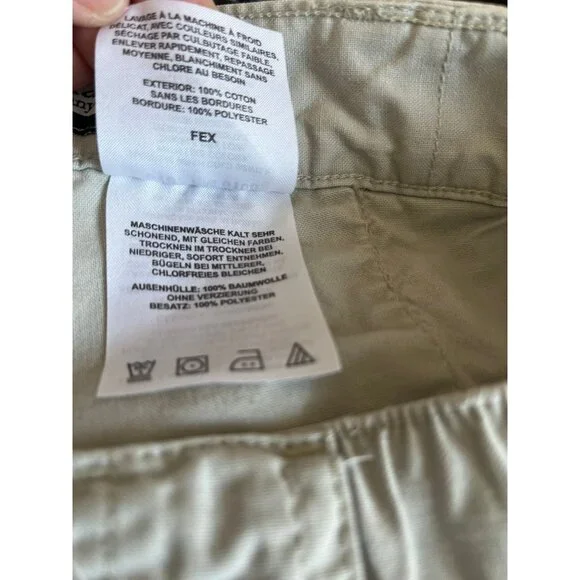 LAVAGE À LA MACHINE À FROID
DÉLICAT, AVEC COULEURS SIMILAIRES,
SÉCHAGE PAR CULBUTAGE FAIBLE,
ENLEVER RAPIDEMENT, REPASSAGE
MOYENNE, BLANCHIMENT SANS
CHLORE AU BESOIN
EXTERIOR: 100% COTON
SANS LES BORDURES
BORDURE: 100% POLYESTER
FEX
MASCHINENWÄSCHE KALT SEHR
SCHONEND, MIT GLEICHEN FARBEN,
TROCKNEN IM TROCKNER BEI
NIEDRIGER, SOFORT ENTNEHMEN,
BÜGELN BEI MITTLERER,
CHLORFREIES BLEICHEN
AUßENHÜLLE: 100% BAUMWOLLE
OHNE VERZIERUNG
BESATZ: 100% POLYESTER